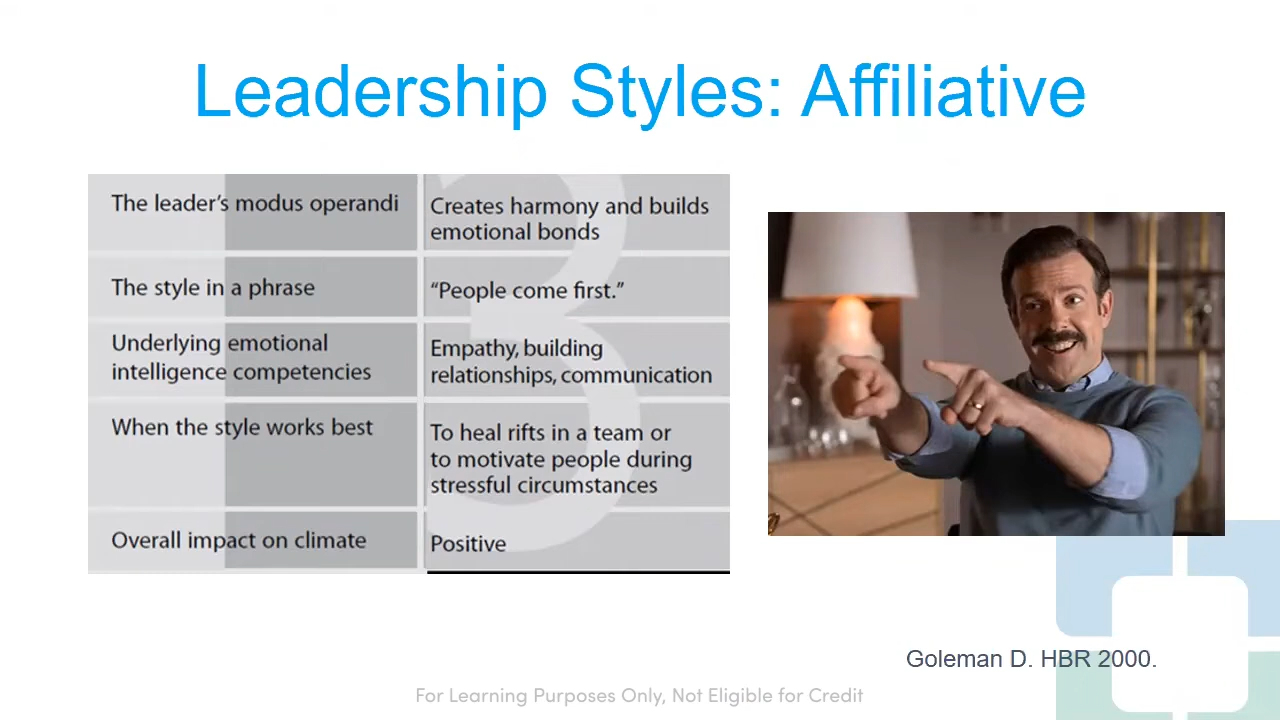 Leadership Styles: Affiliative
The leader’s modus operandi
Creates harmony and builds
emotional bonds
The style in a phrase
“People come first.”
Underlying emotional
intelligence competencies
Empathy, building
relationships, communication
When the style works best
To heal rifts in a team or
to motivate people during
stressful circumstances
Overall impact on climate
Positive
3
Goleman D. HBR 2000.
For Learning Purposes Only, Not Eligible for Credit